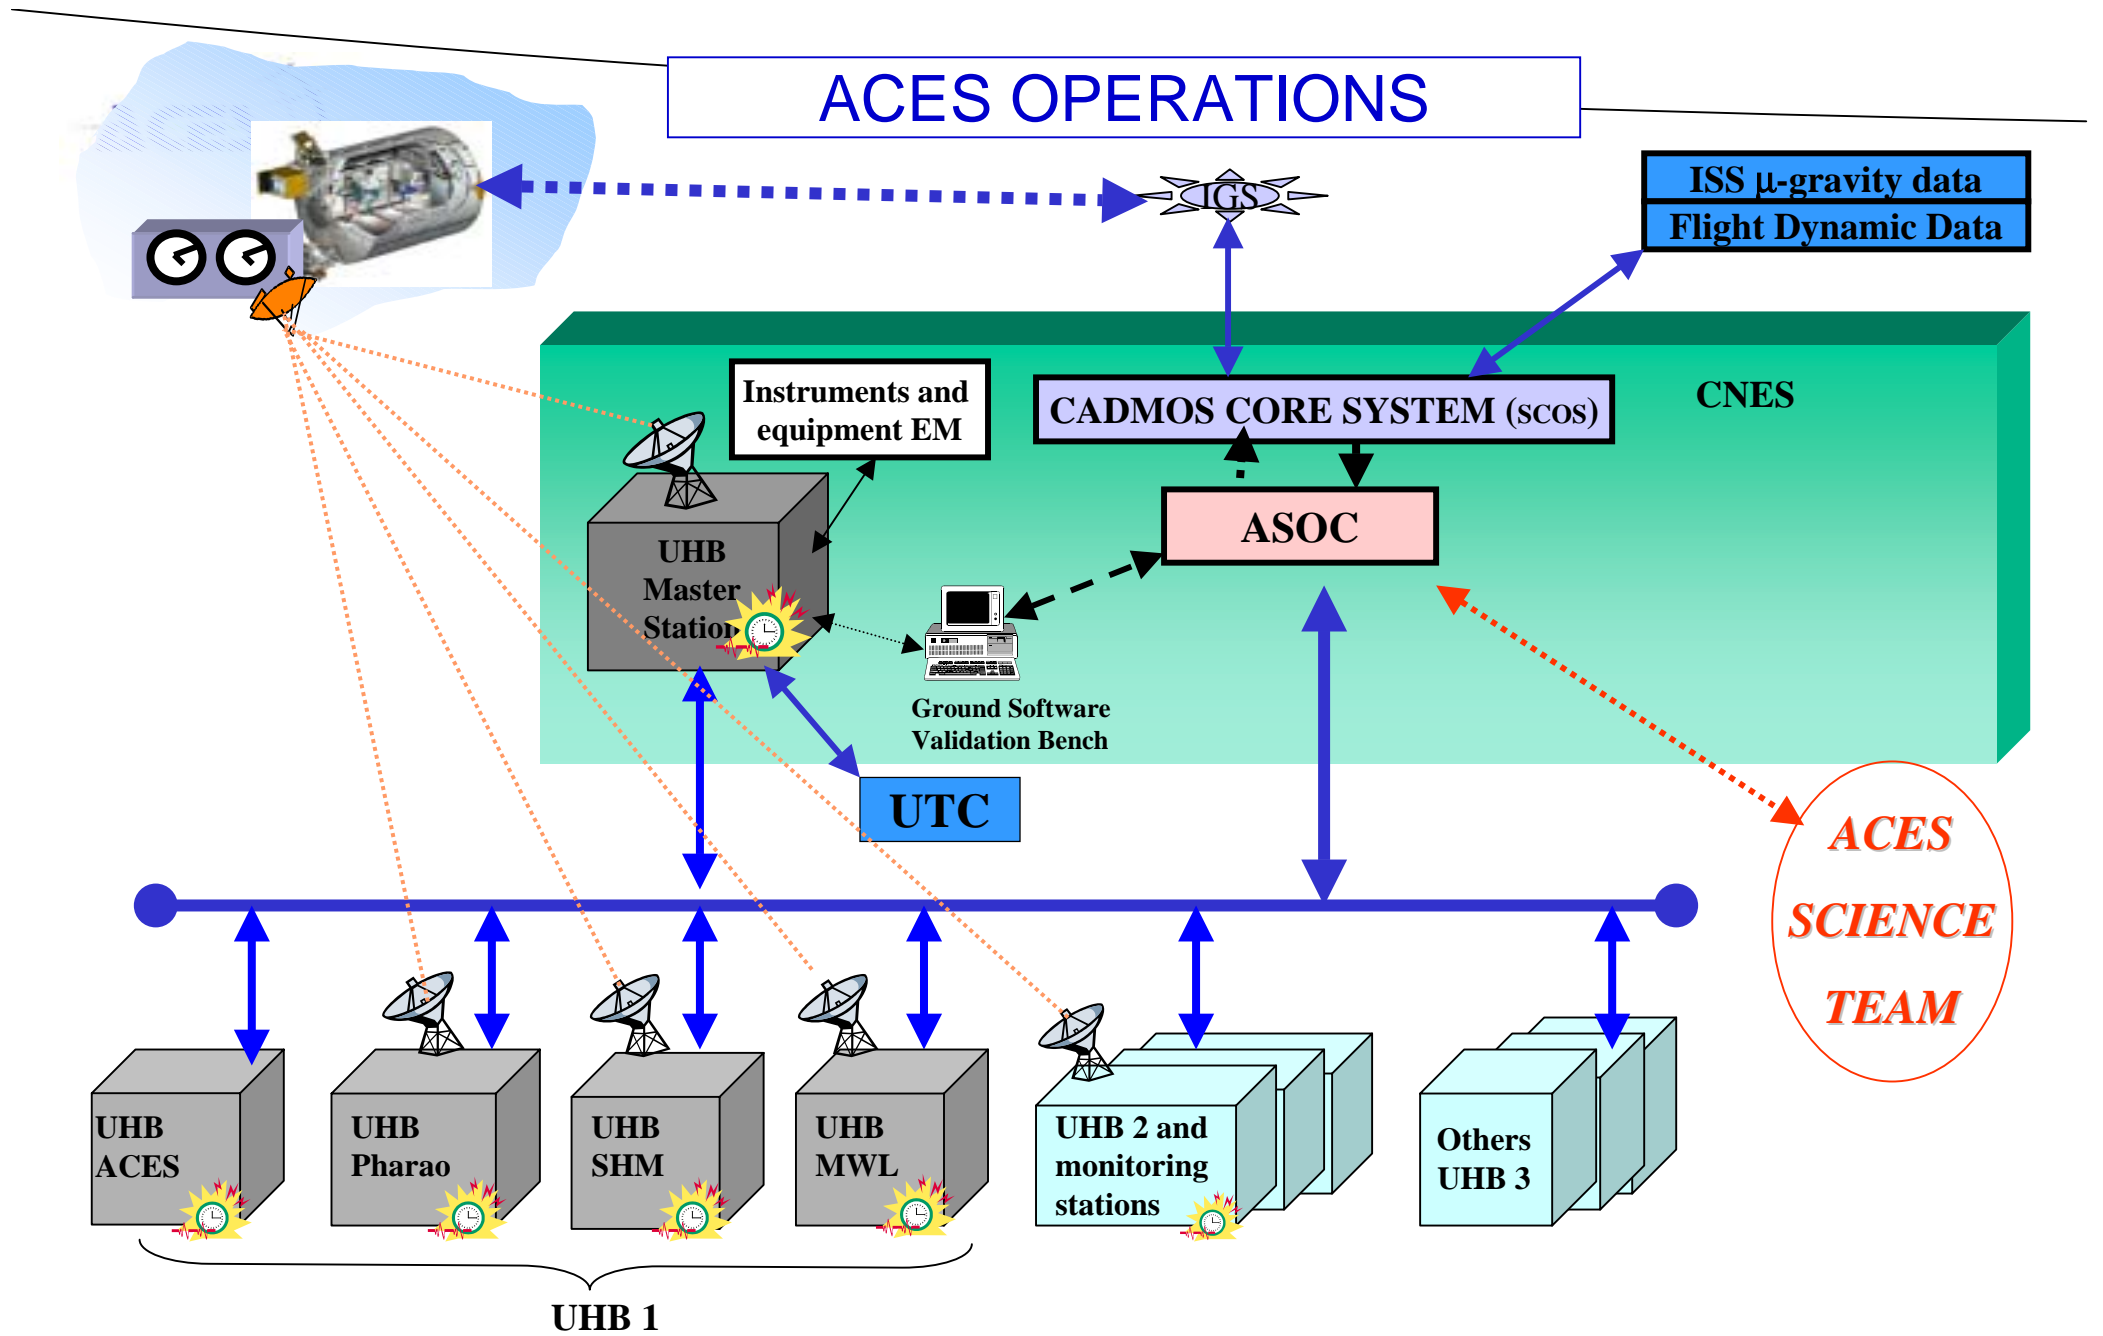 ACES OPERATIONS
ACES
IGS
ISS μ-gravity data
Flight Dynamic Data
CNES
Instruments and
equipment EM
CADMOS CORE SYSTEM (SCOS)
ASOC
UHB
Master
Station
Ground Software
Validation Bench
UTC
ACES
SCIENCE
TEAM
UHB
ACES
UHB
Pharao
UHB
SHM
UHB
MWL
UHB 2 and
monitoring
stations
Others
UHB 3
UHB 1